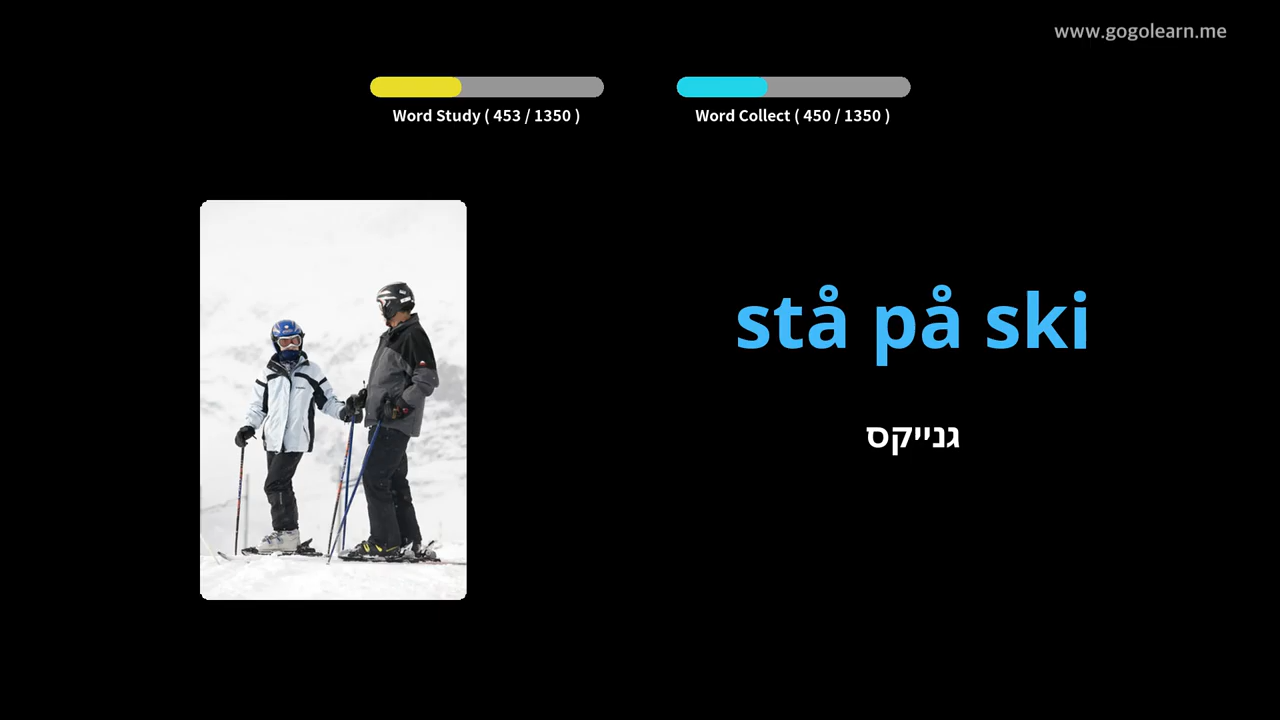 www.gogolearn.me
Word Study ( 453 / 1350 )
Word Collect ( 450 / 1350 )
stå på ski
גנייקס